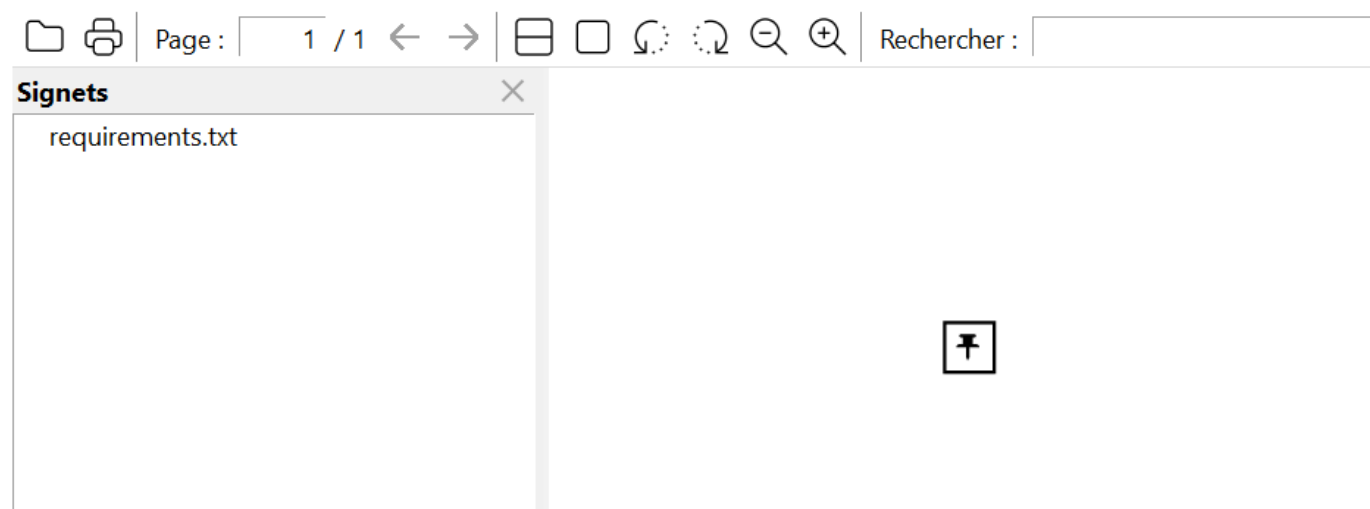 Page : 1 / 1 Rechercher :
Signets
requirements.txt